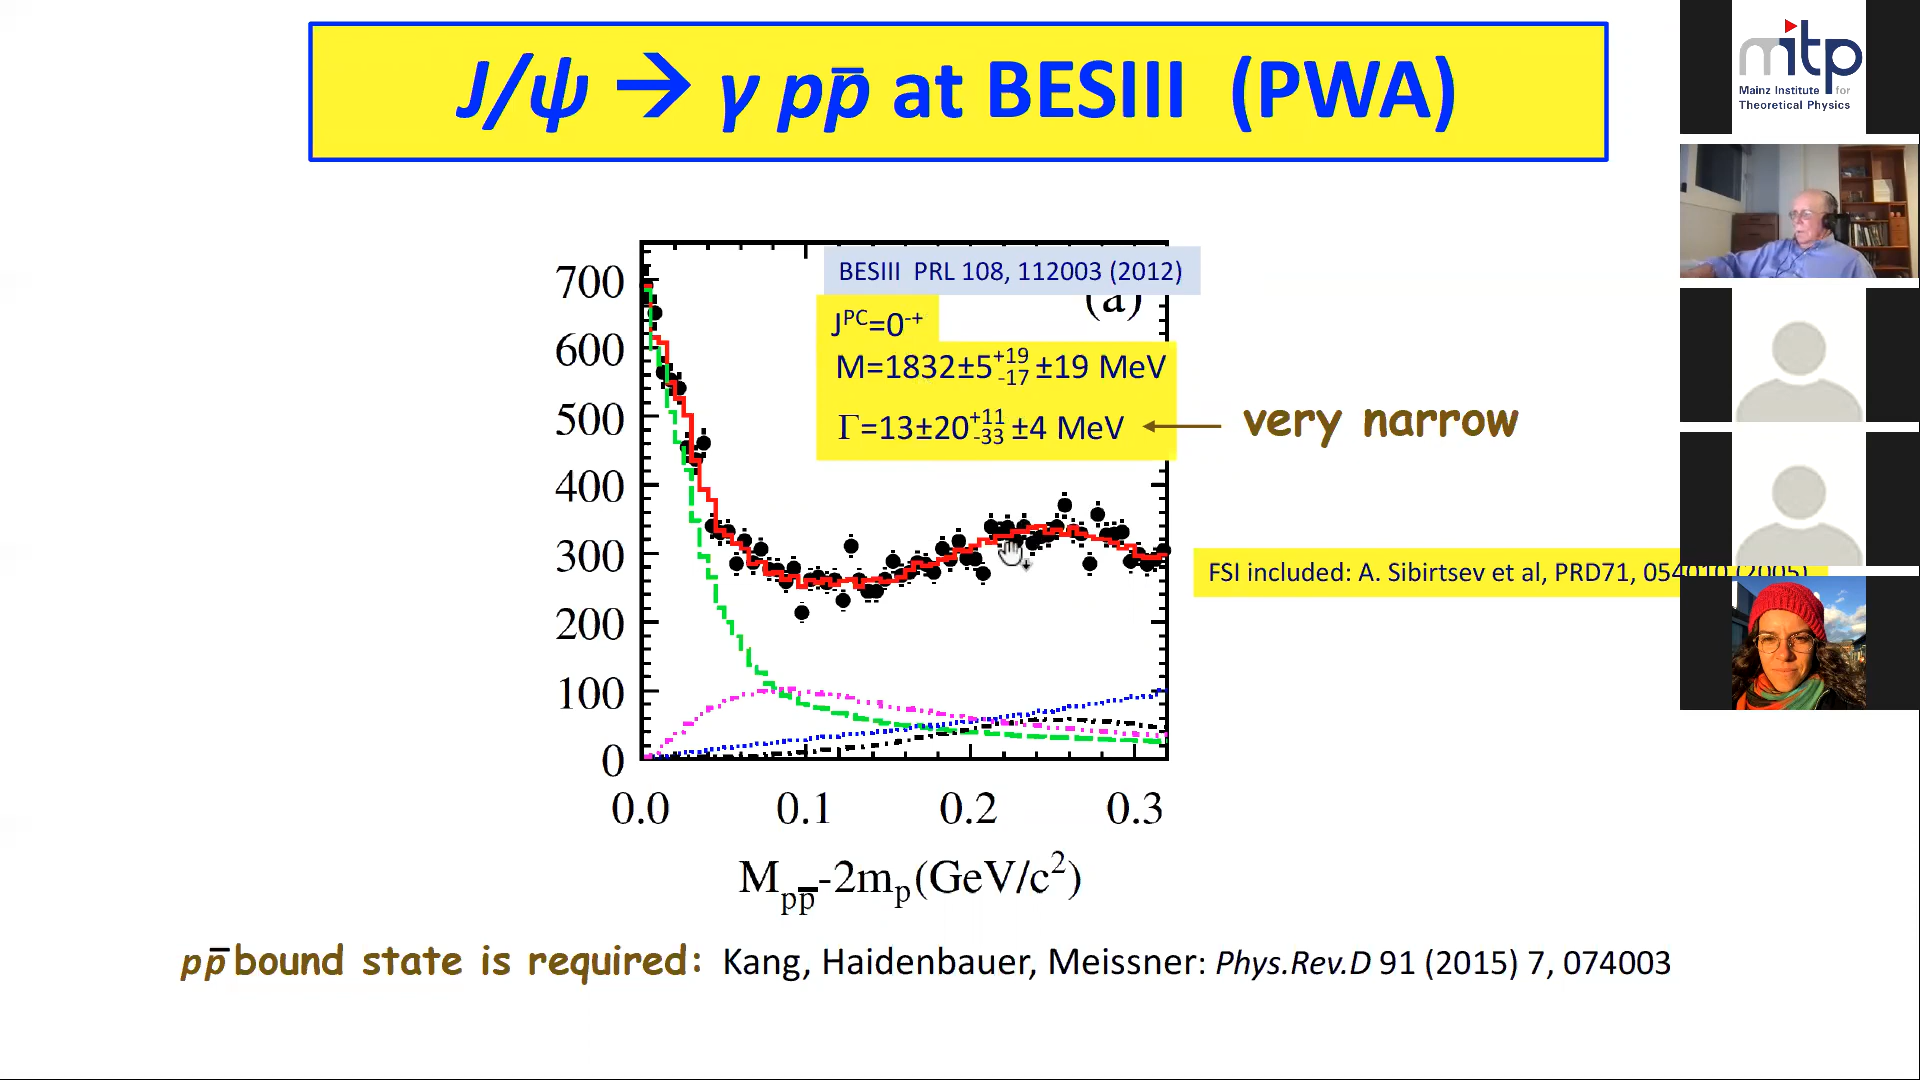 J/ψ → γ pp̄ at BESIII (PWA)
mitp
Mainz Institute for
Theoretical Physics
BESIII PRL 108, 112003 (2012)
(a)
J^PC=0^-+
M=1832±5 +19 -17 ±19 MeV
Γ=13±20 +11 -33 ±4 MeV
very narrow
FSI included: A. Sibirtsev et al, PRD71, 054010 (2005)
700
600
500
400
300
200
100
0
0.0 0.1 0.2 0.3
M_pp̄-2m_p(GeV/c²)
pp̄ bound state is required: Kang, Haidenbauer, Meissner: Phys.Rev.D 91 (2015) 7, 074003